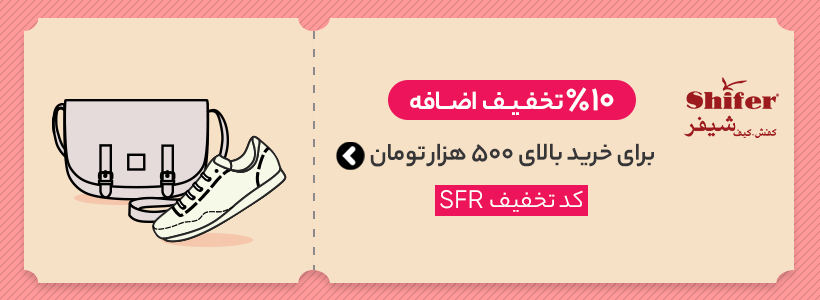 ٪۱۰ تخفیف اضافه
برای خرید بالای ۵۰۰ هزار تومان
کد تخفیف SFR
Shifer
شیفر
کفش.کیف